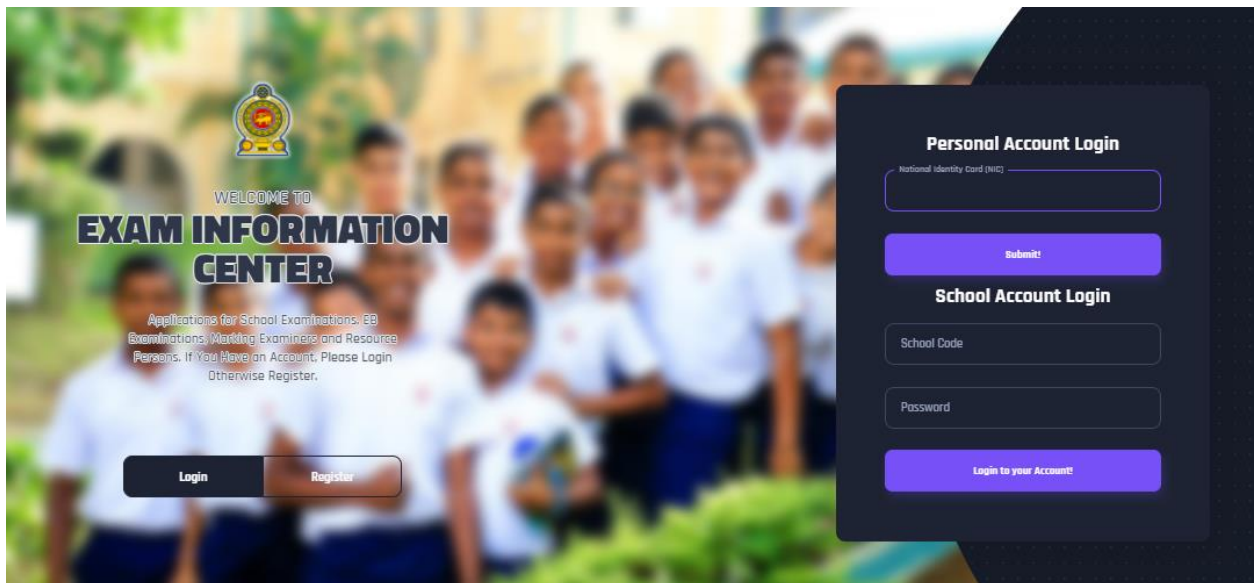 WELCOME TO
EXAM INFORMATION
CENTER
Applications for School Examinations, EB
Examinations, Marking Examiners and Resource
Persons. If You Have an Account, Please Login
Otherwise Register.
Login
Register
Personal Account Login
National Identity Card (NIC)
Submit!
School Account Login
School Code
Password
Login to your Account!